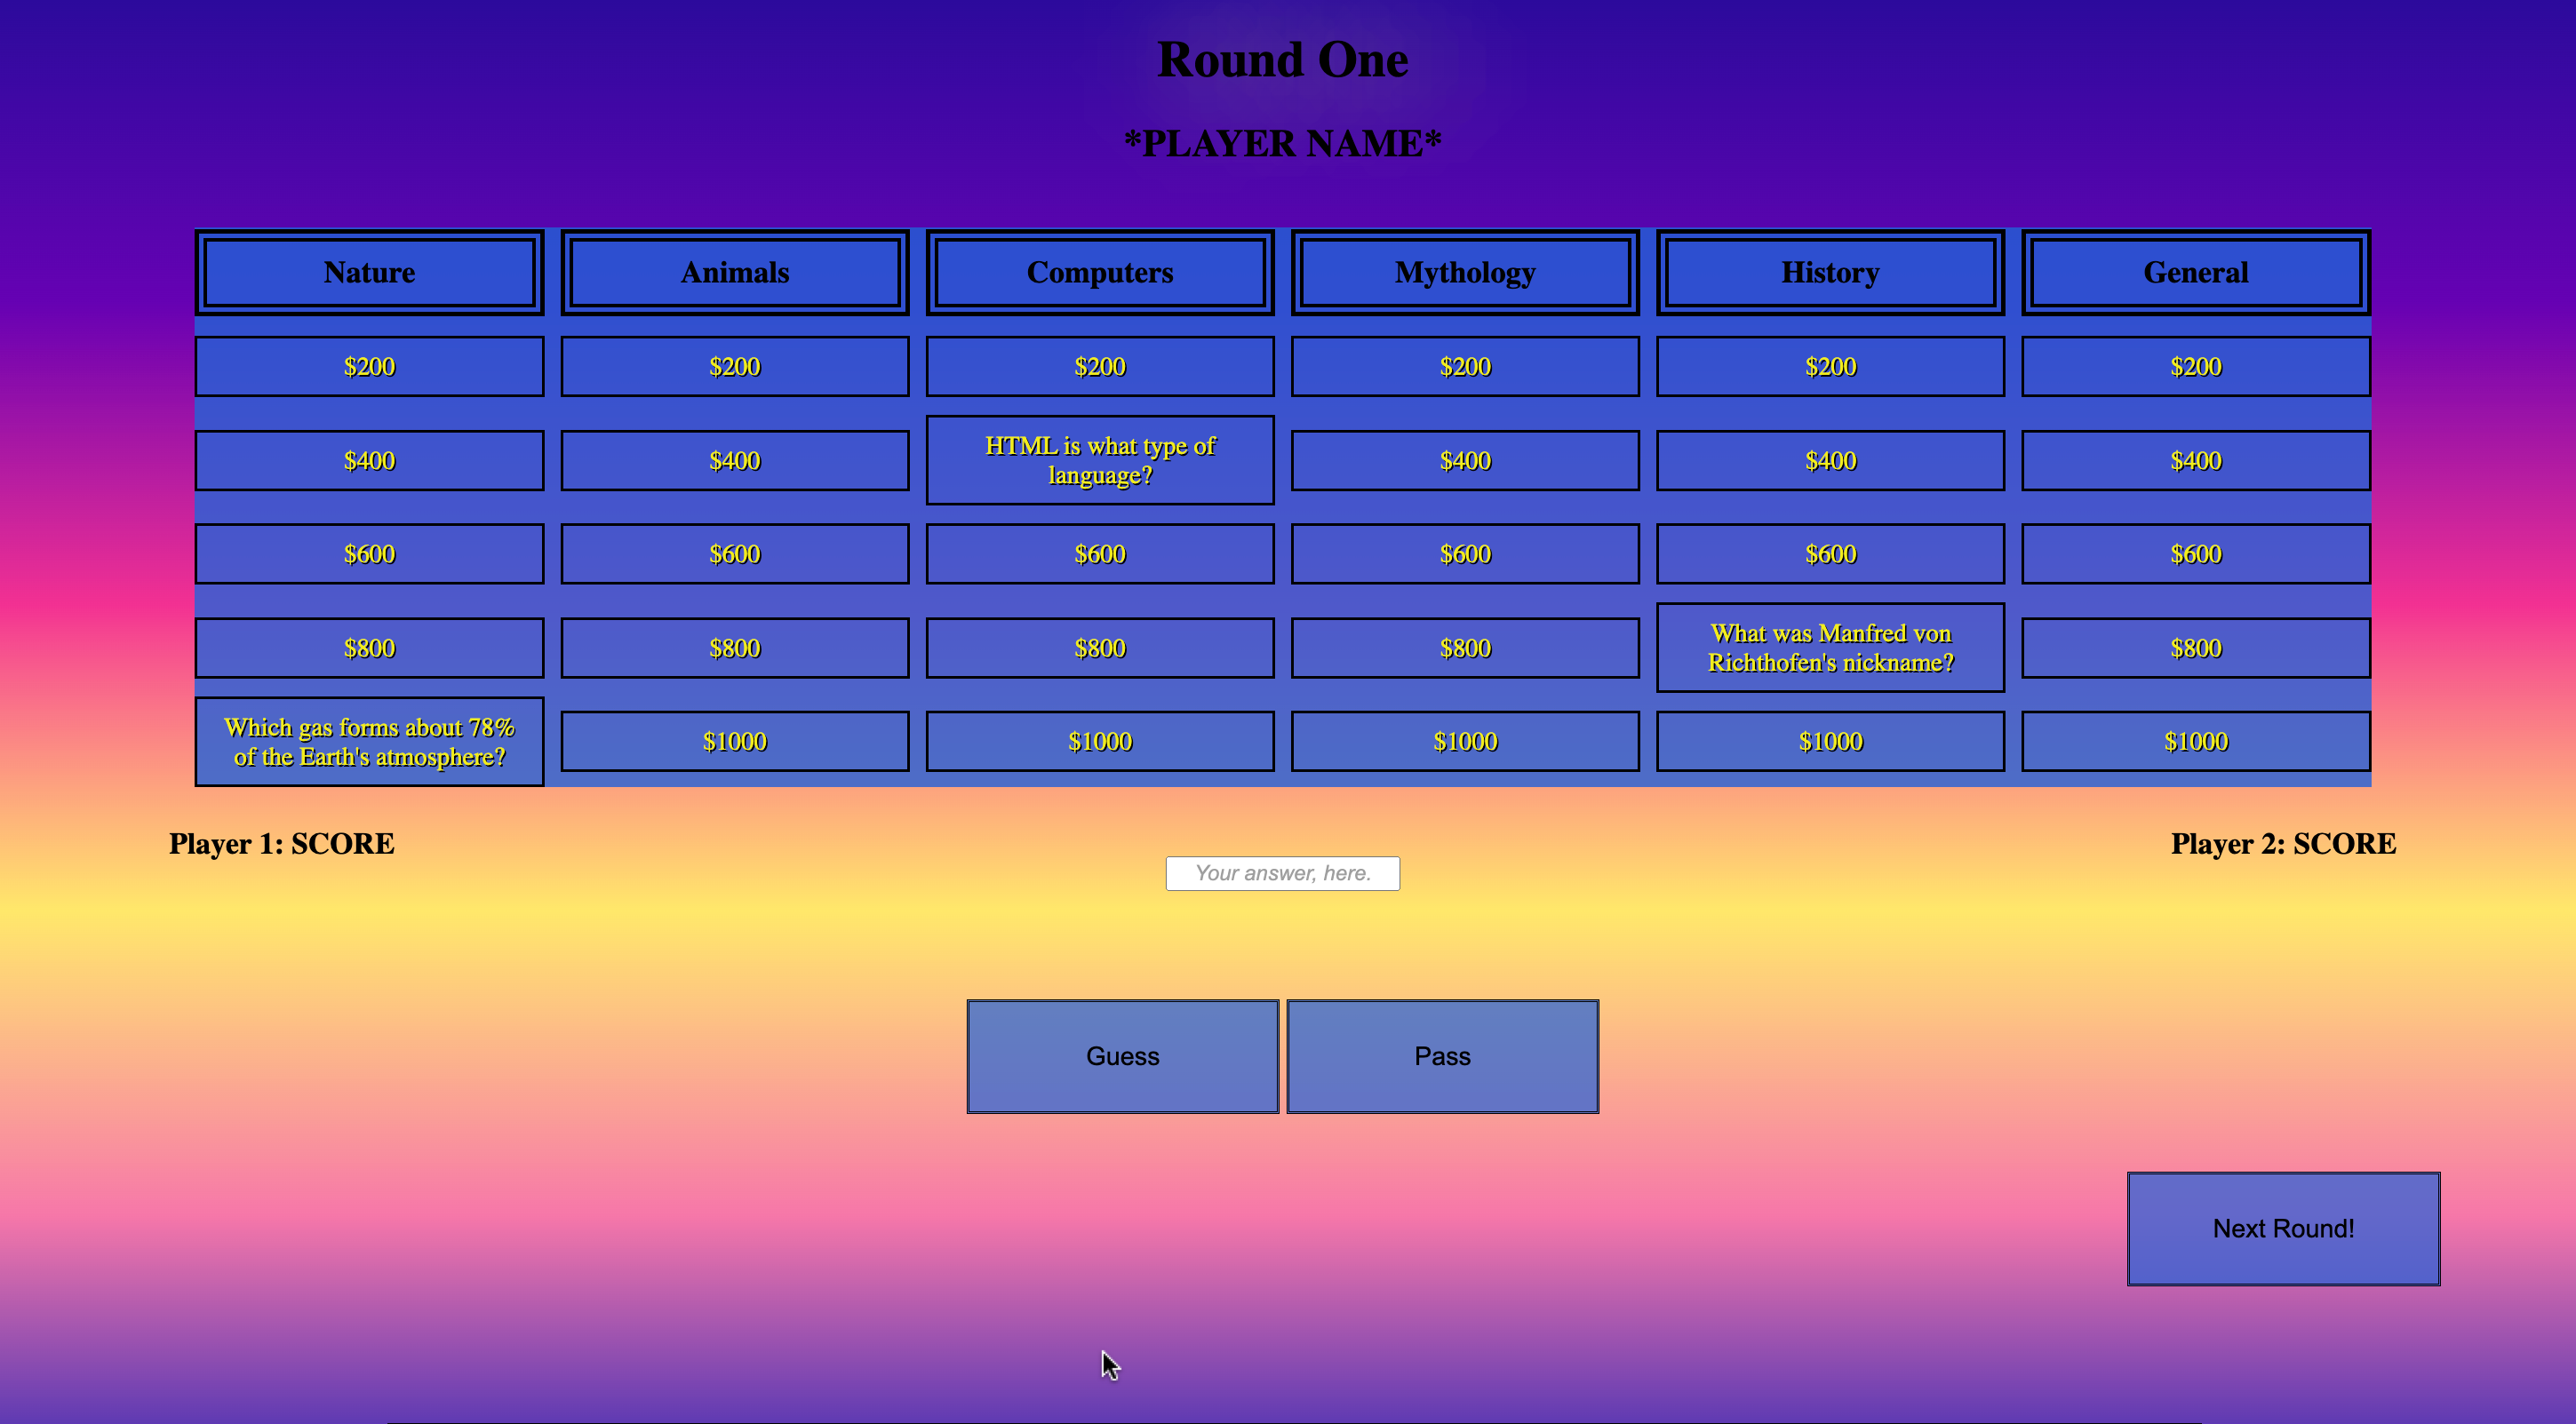 Round One
*PLAYER NAME*
Nature Animals Computers Mythology History General
$200 $200 $200 $200 $200 $200
$400 $400 HTML is what type of
language? $400 $400 $400
$600 $600 $600 $600 $600 $600
$800 $800 $800 $800 What was Manfred von
Richthofen's nickname? $800
Which gas forms about 78%
of the Earth's atmosphere? $1000 $1000 $1000 $1000 $1000
Player 1: SCORE Player 2: SCORE
Your answer, here.
Guess Pass
Next Round!